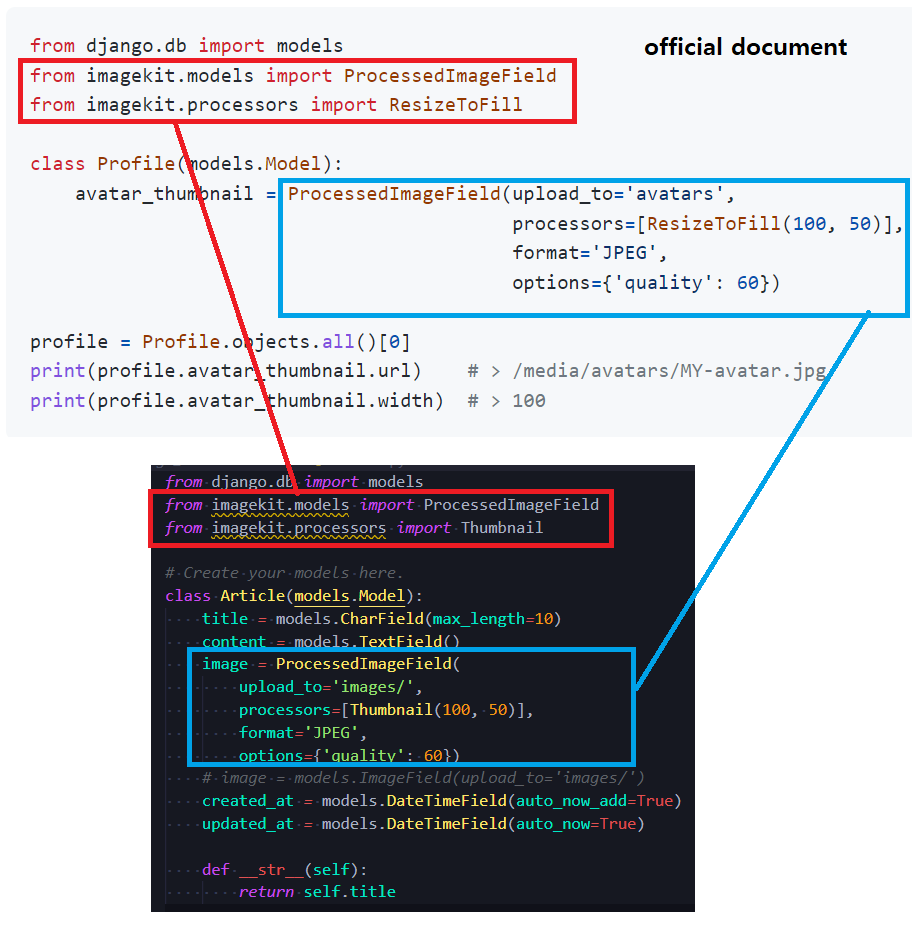 official document
from django.db import models
from imagekit.models import ProcessedImageField
from imagekit.processors import ResizeToFill
class Profile(models.Model):
    avatar_thumbnail = ProcessedImageField(upload_to='avatars',
                                           processors=[ResizeToFill(100, 50)],
                                           format='JPEG',
                                           options={'quality': 60})
profile = Profile.objects.all()[0]
print(profile.avatar_thumbnail.url)    # > /media/avatars/MY-avatar.jpg
print(profile.avatar_thumbnail.width)  # > 100
from django.db import models
from imagekit.models import ProcessedImageField
from imagekit.processors import Thumbnail
# Create your models here.
class Article(models.Model):
    title = models.CharField(max_length=10)
    content = models.TextField()
    image = ProcessedImageField(
        upload_to='images/',
        processors=[Thumbnail(100, 50)],
        format='JPEG',
        options={'quality': 60})
    # image = models.ImageField(upload_to='images/')
    created_at = models.DateTimeField(auto_now_add=True)
    updated_at = models.DateTimeField(auto_now=True)
    def __str__(self):
        return self.title